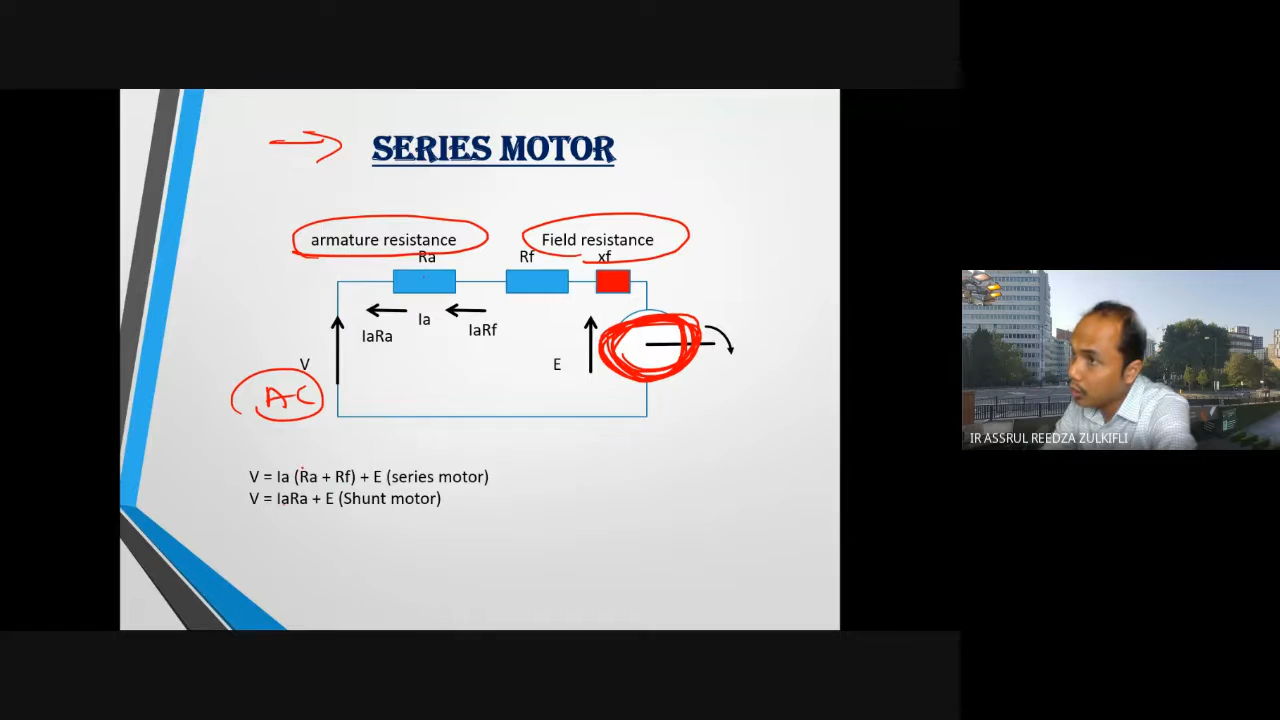 SERIES MOTOR
armature resistance
Field resistance
Ra
Rf
xf
Ia
IaRa
IaRf
V
E
AC
V = Ia (Ra + Rf) + E (series motor)
V = IaRa + E (Shunt motor)
IR ASSRUL REEDZA ZULKIFLI